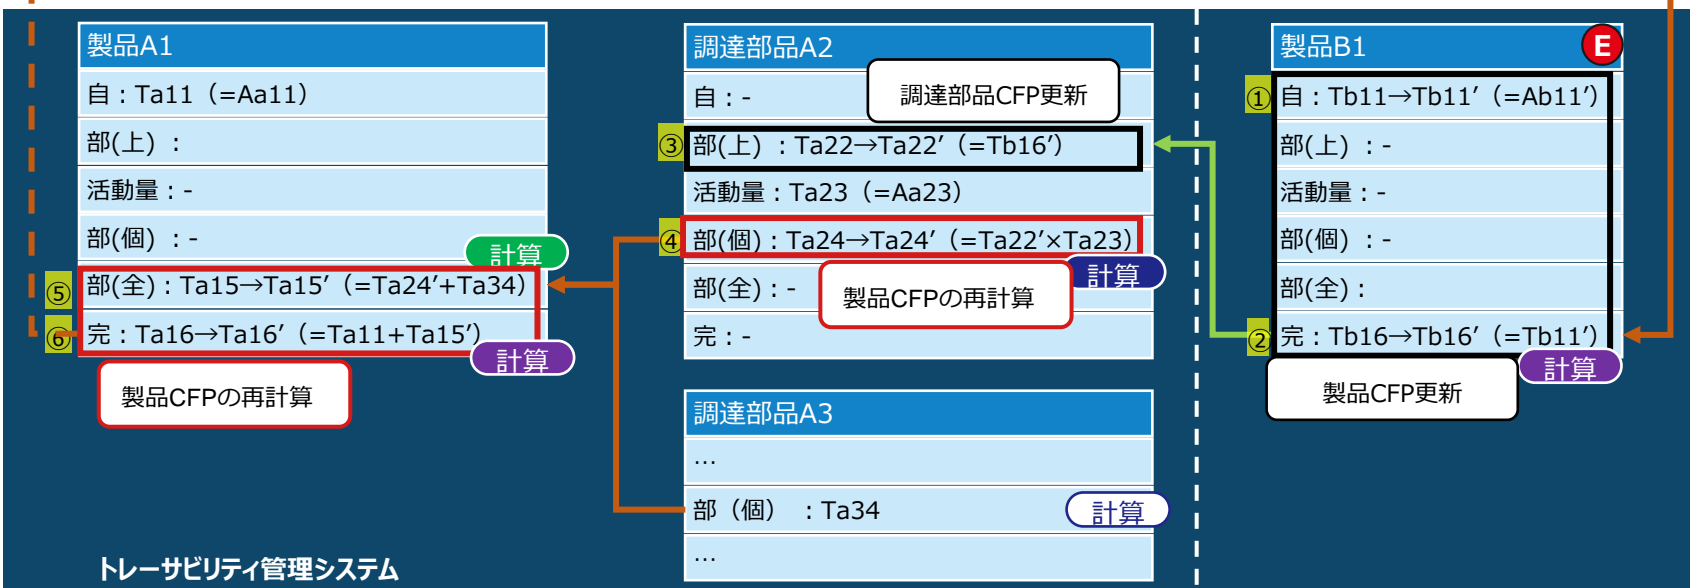 製品A1
自：Ta11（=Aa11）
部(上) ：
活動量：-
部(個) ：-
計算
⑤ 部(全)：Ta15→Ta15′（=Ta24′+Ta34）
⑥ 完：Ta16→Ta16′（=Ta11+Ta15′）
計算
製品CFPの再計算
トレーサビリティ管理システム
調達部品A2
自：-
調達部品CFP更新
③ 部(上) ：Ta22→Ta22′（=Tb16′）
活動量：Ta23（=Aa23）
④ 部(個)：Ta24→Ta24′（=Ta22′×Ta23）
計算
部(全)：-
製品CFPの再計算
完：-
調達部品A3
…
部（個） ：Ta34
計算
…
製品B1
E
① 自：Tb11→Tb11′（=Ab11′）
部(上) ：-
活動量：-
部(個) ：-
部(全)：
② 完：Tb16→Tb16′（=Tb11′）
計算
製品CFP更新